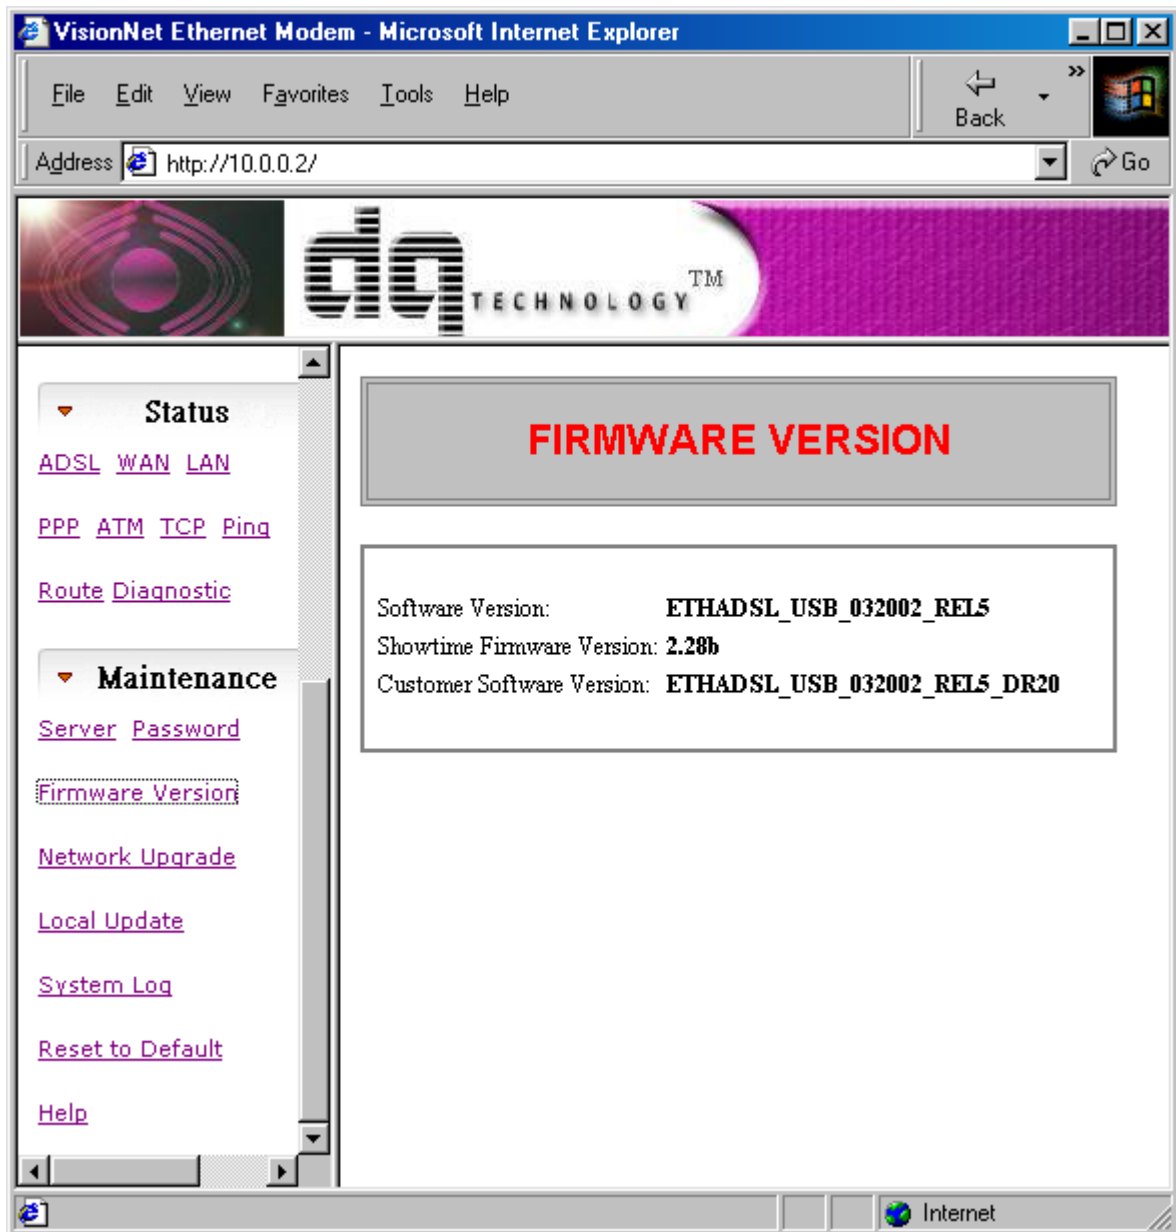 VisionNet Ethernet Modem - Microsoft Internet Explorer
File Edit View Favorites Tools Help
Back
»
Address http://10.0.0.2/
Go
dq TECHNOLOGY™
Status
ADSL WAN LAN
PPP ATM TCP Ping
Route Diagnostic
Maintenance
Server Password
Firmware Version
Network Upgrade
Local Update
System Log
Reset to Default
Help
FIRMWARE VERSION
Software Version: ETHADSL_USB_032002_REL5
Showtime Firmware Version: 2.28b
Customer Software Version: ETHADSL_USB_032002_REL5_DR20
Internet